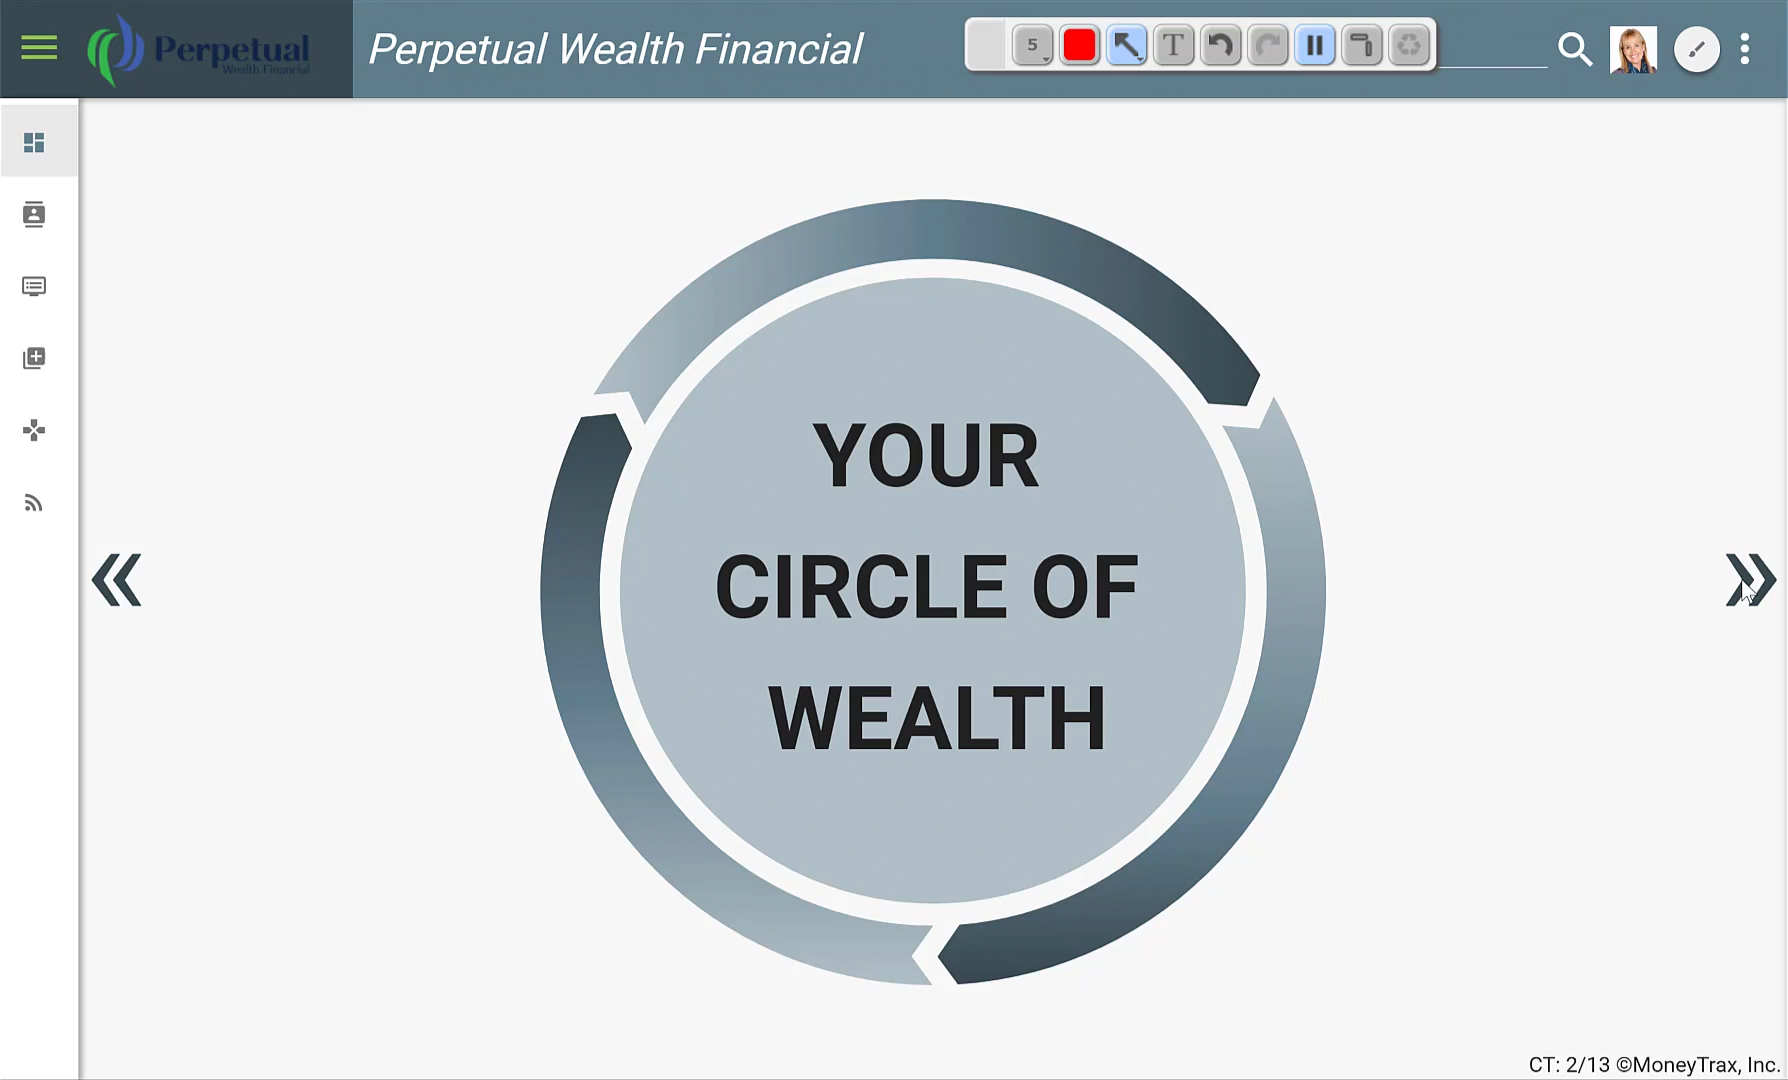 Perpetual
Wealth Financial
Perpetual Wealth Financial
5
T
YOUR
CIRCLE OF
WEALTH
CT: 2/13 ©MoneyTrax, Inc.